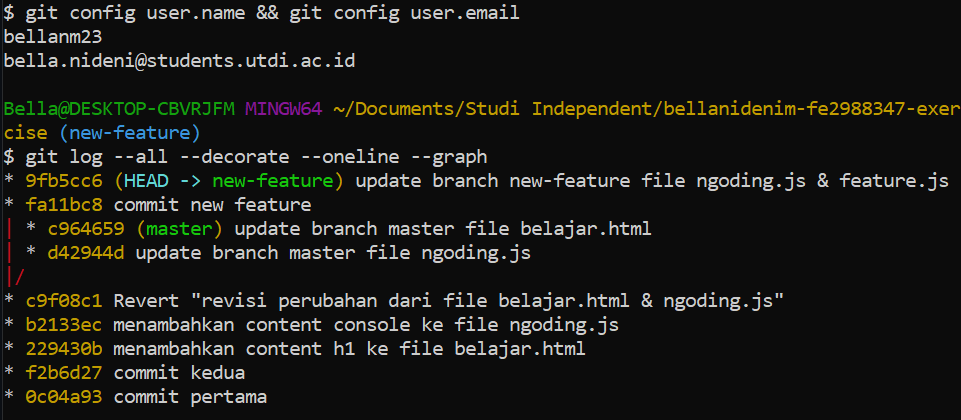 $ git config user.name && git config user.email
bellanm23
bella.nideni@students.utdi.ac.id
Bella@DESKTOP-CBVRJFM MINGW64 ~/Documents/Studi Independent/bellanidenim-fe2988347-exer
cise (new-feature)
$ git log --all --decorate --oneline --graph
* 9fb5cc6 (HEAD -> new-feature) update branch new-feature file ngoding.js & feature.js
* fa11bc8 commit new feature
| * c964659 (master) update branch master file belajar.html
| * d42944d update branch master file ngoding.js
|/
* c9f08c1 Revert "revisi perubahan dari file belajar.html & ngoding.js"
* b2133ec menambahkan content console ke file ngoding.js
* 229430b menambahkan content h1 ke file belajar.html
* f2b6d27 commit kedua
* 0c04a93 commit pertama